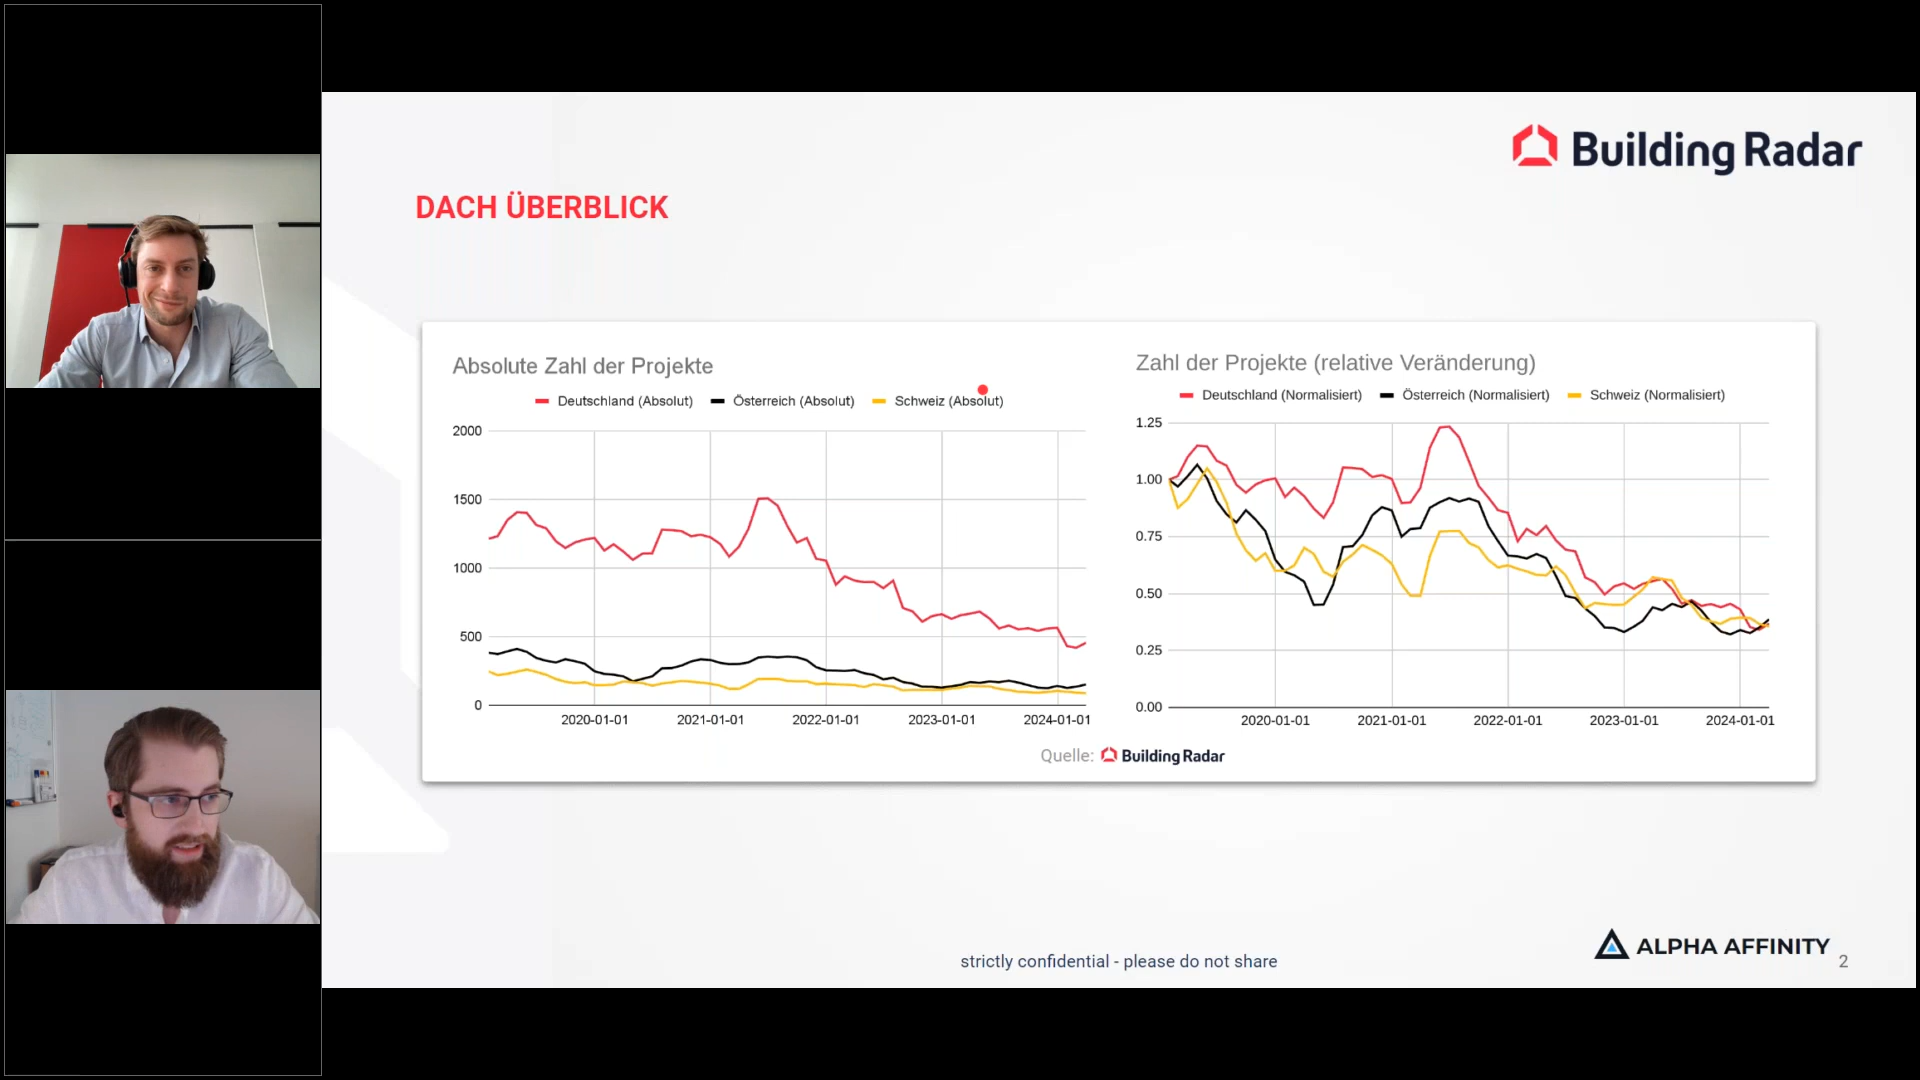 Building Radar
DACH ÜBERBLICK
Absolute Zahl der Projekte
Deutschland (Absolut) Österreich (Absolut) Schweiz (Absolut)
2000
1500
1000
500
0
2020-01-01 2021-01-01 2022-01-01 2023-01-01 2024-01-01
Zahl der Projekte (relative Veränderung)
Deutschland (Normalisiert) Österreich (Normalisiert) Schweiz (Normalisiert)
1.25
1.00
0.75
0.50
0.25
0.00
2020-01-01 2021-01-01 2022-01-01 2023-01-01 2024-01-01
Quelle: Building Radar
ALPHA AFFINITY
strictly confidential - please do not share
2